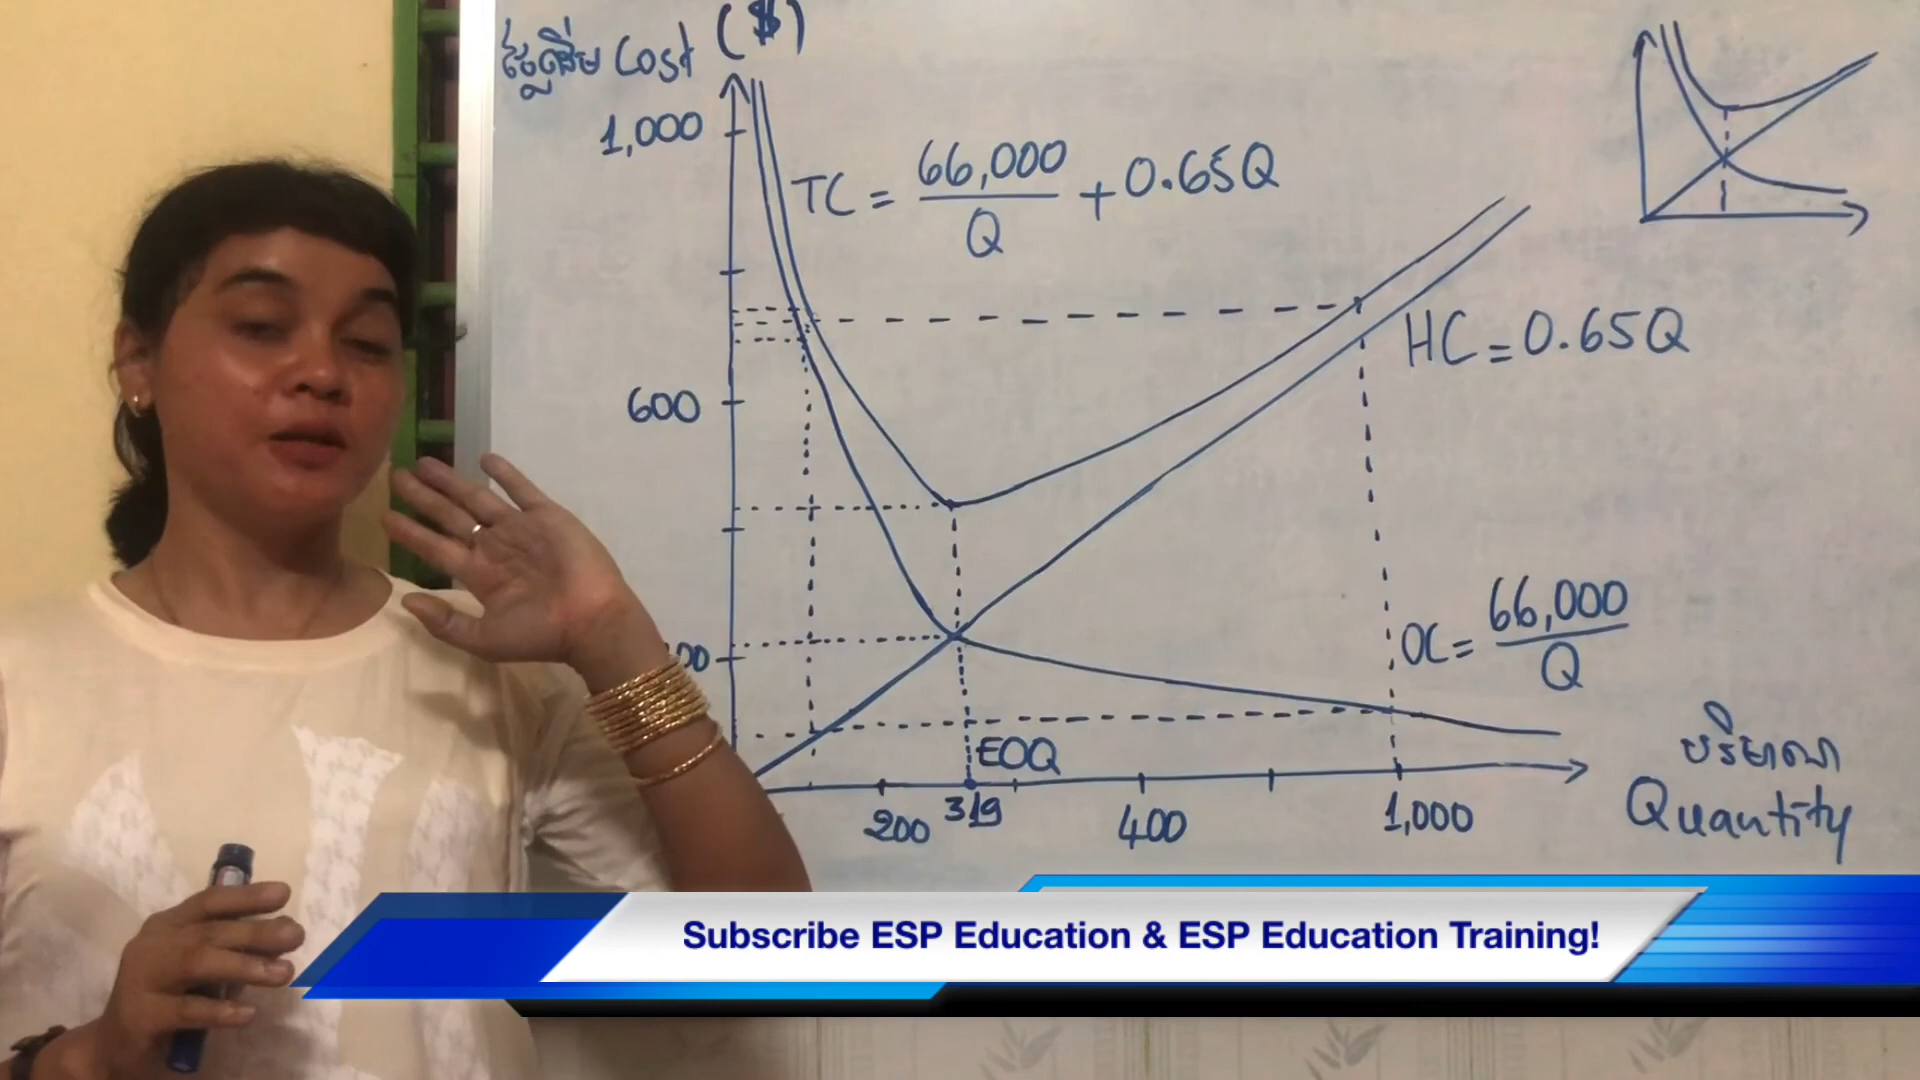 ថ្លៃដើម Cost ($)
1,000
TC = 66,000/Q + 0.65Q
HC = 0.65Q
600
OC = 66,000/Q
EOQ
200 319 400 1,000
បរិមាណ
Quantity
Subscribe ESP Education & ESP Education Training!